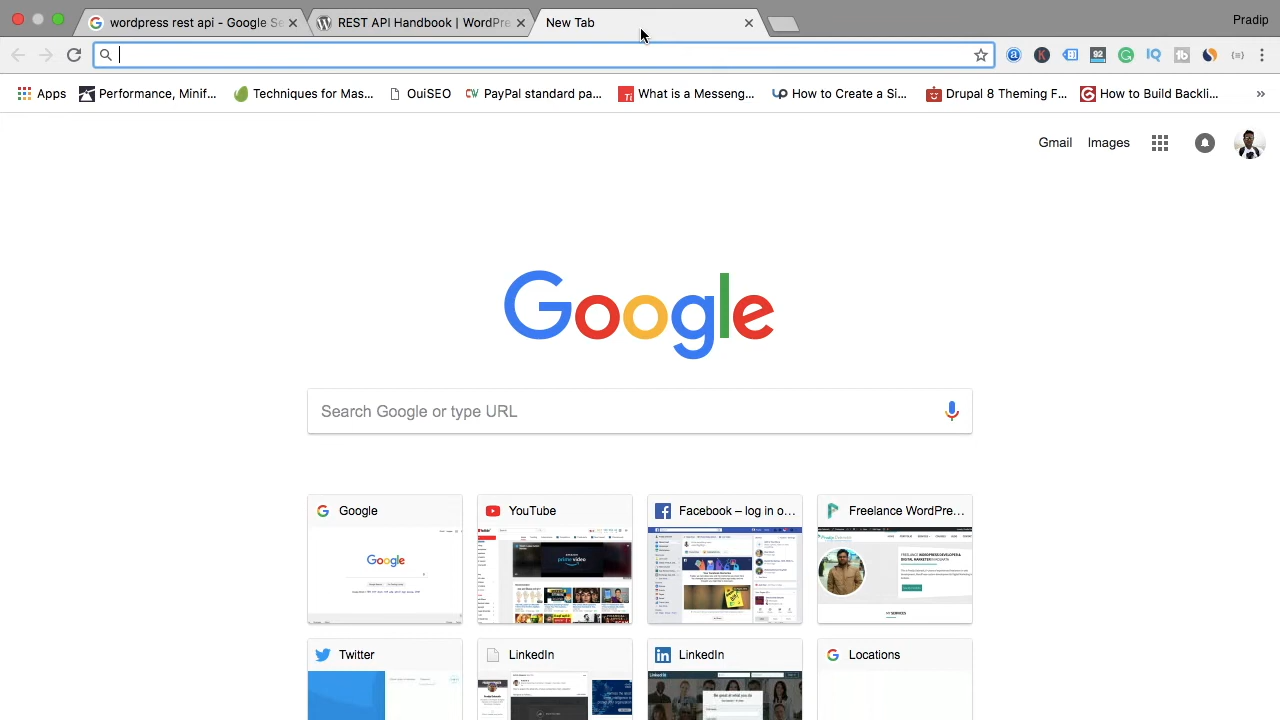 wordpress rest api - Google Se
REST API Handbook | WordPre
New Tab
Pradip
Apps
Performance, Minif...
Techniques for Mas...
OuiSEO
PayPal standard pa...
What is a Messeng...
How to Create a Si...
Drupal 8 Theming F...
How to Build Backli...
Gmail
Images
Google
Search Google or type URL
Google
YouTube
Facebook – log in o...
Freelance WordPre...
Twitter
LinkedIn
LinkedIn
Locations